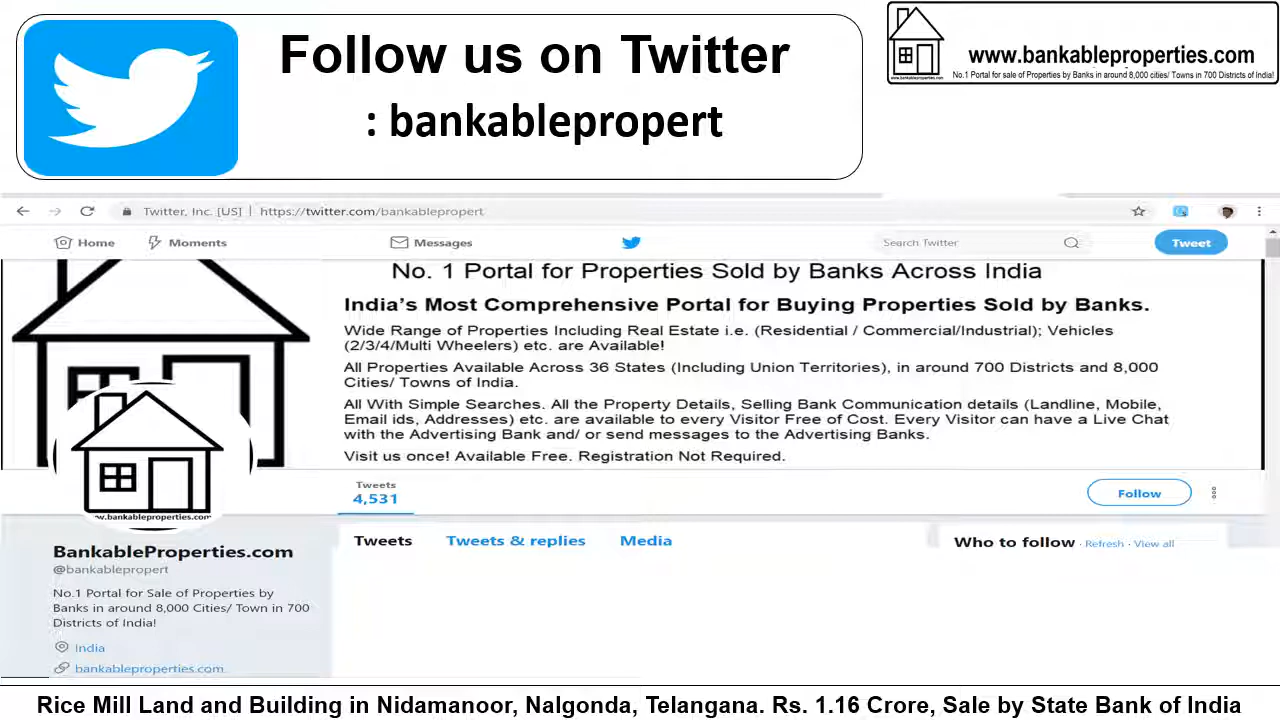 Follow us on Twitter
: bankablepropert
www.bankableproperties.com
No.1 Portal for sale of Properties by Banks in around 8,000 cities/ Towns in 700 Districts of India!
Twitter, Inc. [US] | https://twitter.com/bankablepropert
Home Moments Messages Search Twitter Tweet
No. 1 Portal for Properties Sold by Banks Across India
India's Most Comprehensive Portal for Buying Properties Sold by Banks.
Wide Range of Properties Including Real Estate i.e. (Residential / Commercial/Industrial); Vehicles
(2/3/4/Multi Wheelers) etc. are Available!
All Properties Available Across 36 States (Including Union Territories), in around 700 Districts and 8,000
Cities/ Towns of India.
All With Simple Searches. All the Property Details, Selling Bank Communication details (Landline, Mobile,
Email ids, Addresses) etc. are available to every Visitor Free of Cost. Every Visitor can have a Live Chat
with the Advertising Bank and/ or send messages to the Advertising Banks.
Visit us once! Available Free. Registration Not Required.
Tweets
4,531
Follow
www.bankableproperties.com
BankableProperties.com
@bankablepropert
No.1 Portal for Sale of Properties by
Banks in around 8,000 Cities/ Town in 700
Districts of India!
India
bankableproperties.com
Tweets Tweets & replies Media
Who to follow · Refresh · View all
Rice Mill Land and Building in Nidamanoor, Nalgonda, Telangana. Rs. 1.16 Crore, Sale by State Bank of India